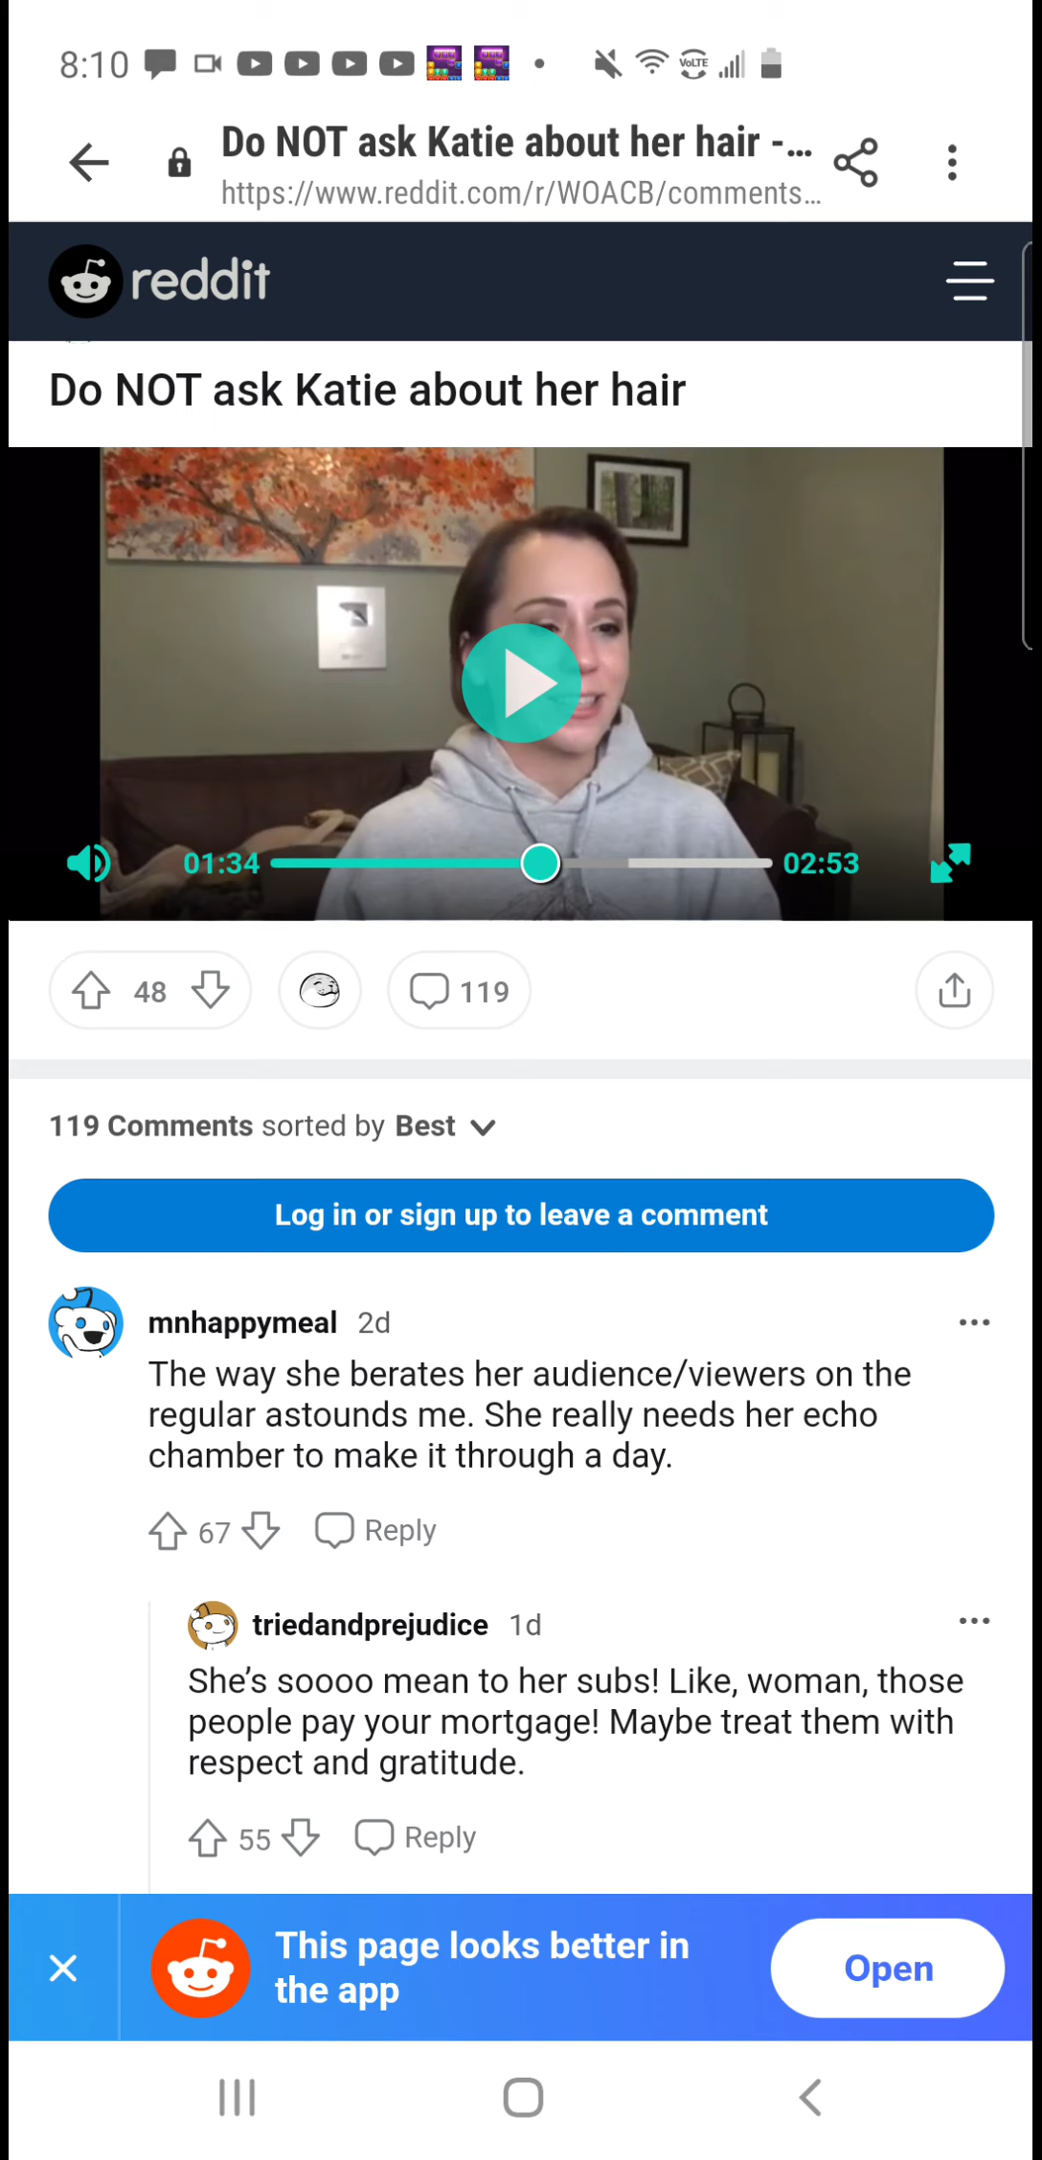 8:10
VoLTE
Do NOT ask Katie about her hair -...
https://www.reddit.com/r/WOACB/comments...
reddit
Do NOT ask Katie about her hair
01:34
02:53
48
119
119 Comments sorted by Best
Log in or sign up to leave a comment
mnhappymeal 2d
The way she berates her audience/viewers on the
regular astounds me. She really needs her echo
chamber to make it through a day.
67
Reply
triedandprejudice 1d
She's soooo mean to her subs! Like, woman, those
people pay your mortgage! Maybe treat them with
respect and gratitude.
55
Reply
This page looks better in
the app
Open